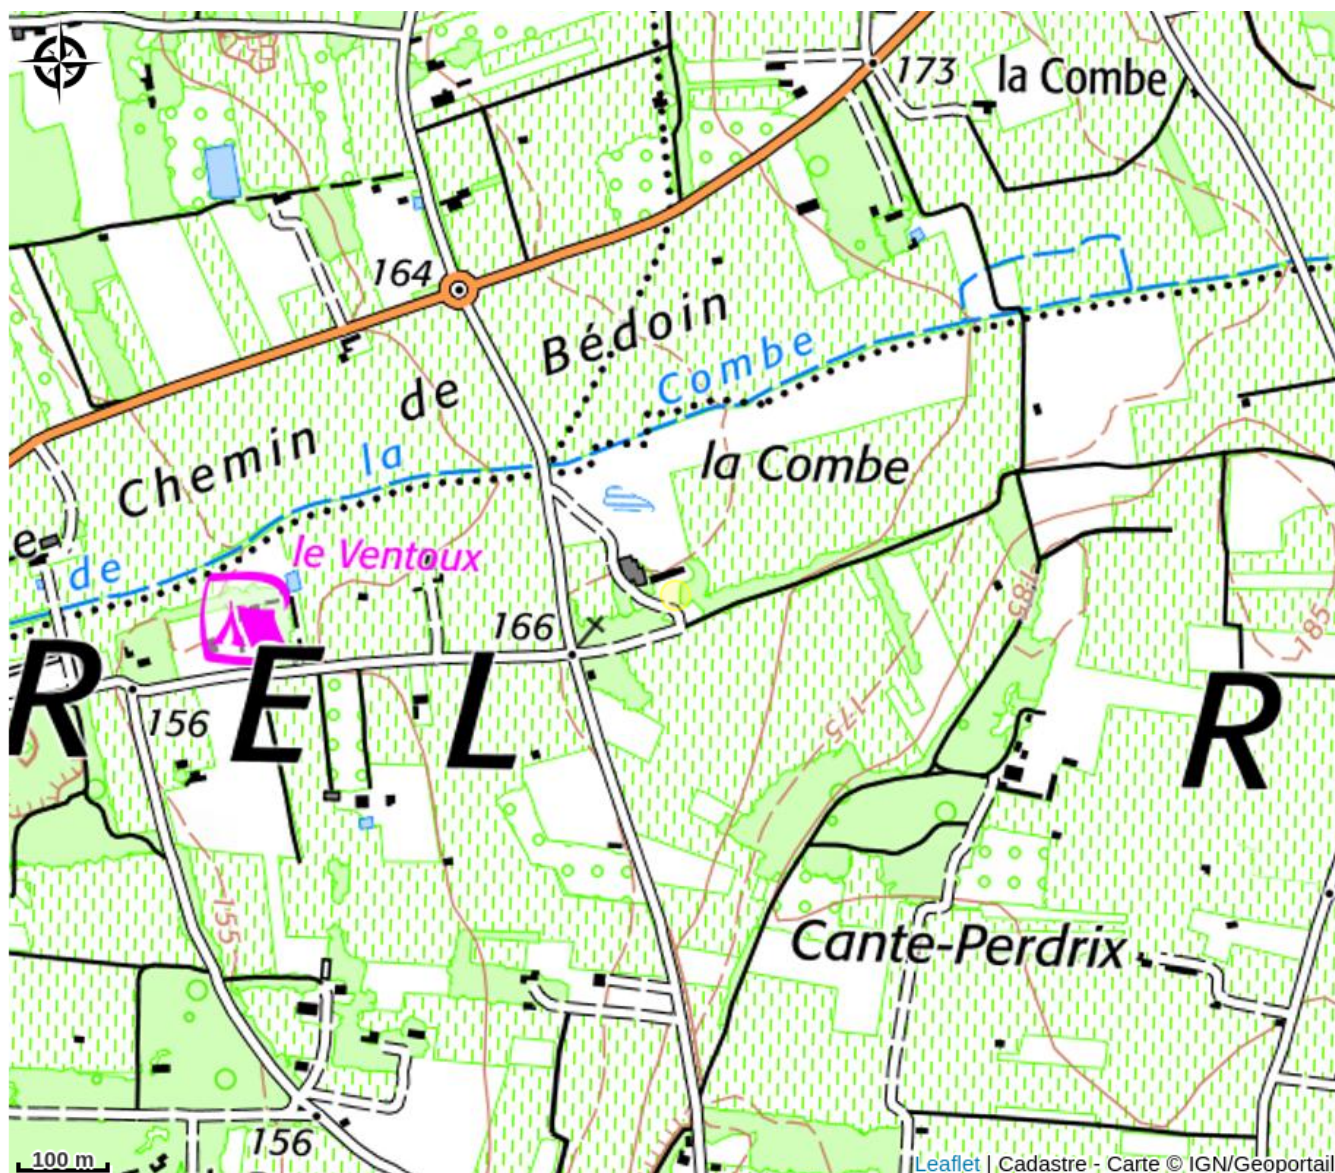 173
la Combe
164
Chemin de Bédoin
de la Combe
la Combe
e
le Ventoux
166
185
185
R E L
R
156
175
155
Cante-Perdrix
156
100 m
Leaflet | Cadastre - Carte © IGN/Geoportail